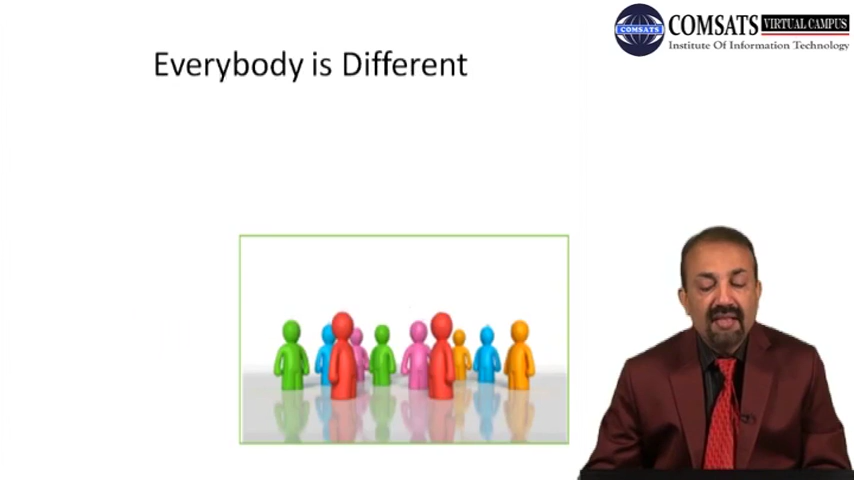 Everybody is Different
COMSATS VIRTUAL CAMPUS
Institute Of Information Technology
COMSATS